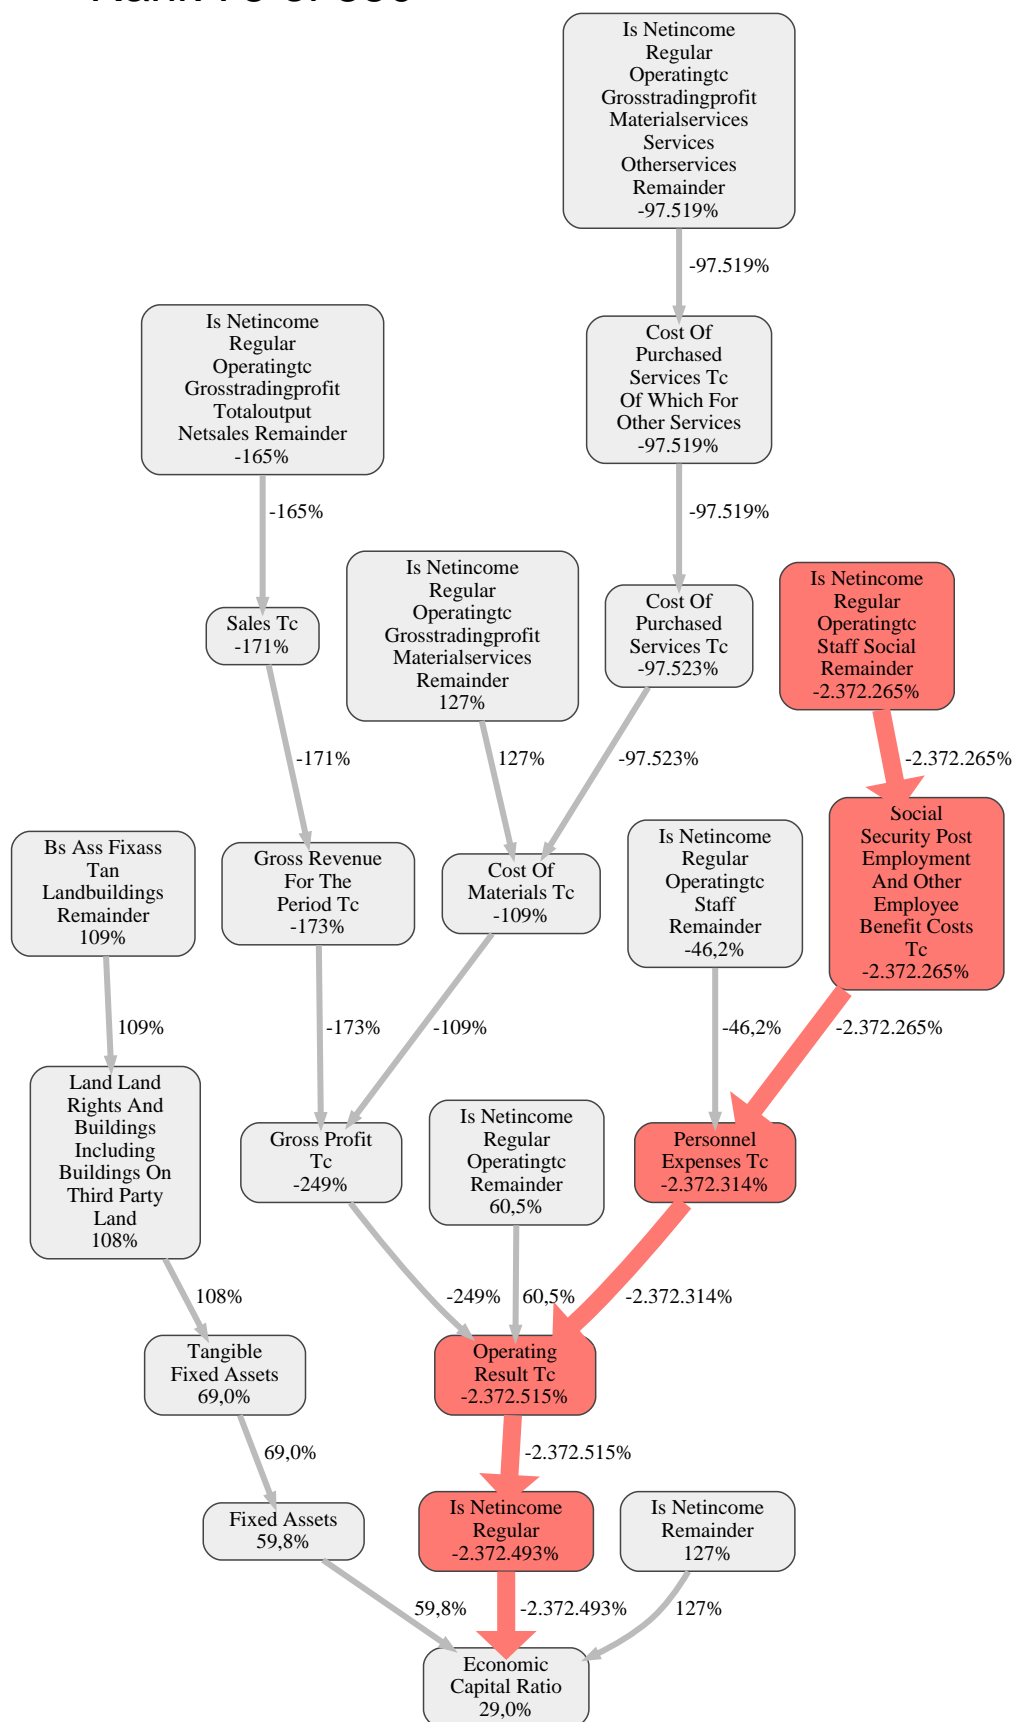 Is Netincome
Regular
Operatingtc
Grosstradingprofit
Materialservices
Services
Otherservices
Remainder
-97.519%
-97.519%
Is Netincome
Regular
Operatingtc
Grosstradingprofit
Totaloutput
Netsales Remainder
-165%
Cost Of
Purchased
Services Tc
Of Which For
Other Services
-97.519%
-165%
-97.519%
Is Netincome
Regular
Operatingtc
Grosstradingprofit
Materialservices
Remainder
127%
Is Netincome
Regular
Operatingtc
Staff Social
Remainder
-2.372.265%
Sales Tc
-171%
Cost Of
Purchased
Services Tc
-97.523%
-171%
127%
-97.523%
-2.372.265%
Bs Ass Fixass
Tan
Landbuildings
Remainder
109%
Gross Revenue
For The
Period Tc
-173%
Cost Of
Materials Tc
-109%
Is Netincome
Regular
Operatingtc
Staff
Remainder
-46,2%
Social
Security Post
Employment
And Other
Employee
Benefit Costs
Tc
-2.372.265%
109%
-173%
-109%
-46,2%
-2.372.265%
Land Land
Rights And
Buildings
Including
Buildings On
Third Party
Land
108%
Gross Profit
Tc
-249%
Is Netincome
Regular
Operatingtc
Remainder
60,5%
Personnel
Expenses Tc
-2.372.314%
108%
-249%
60,5%
-2.372.314%
Tangible
Fixed Assets
69,0%
Operating
Result Tc
-2.372.515%
69,0%
-2.372.515%
Fixed Assets
59,8%
Is Netincome
Regular
-2.372.493%
Is Netincome
Remainder
127%
59,8%
-2.372.493%
127%
Economic
Capital Ratio
29,0%